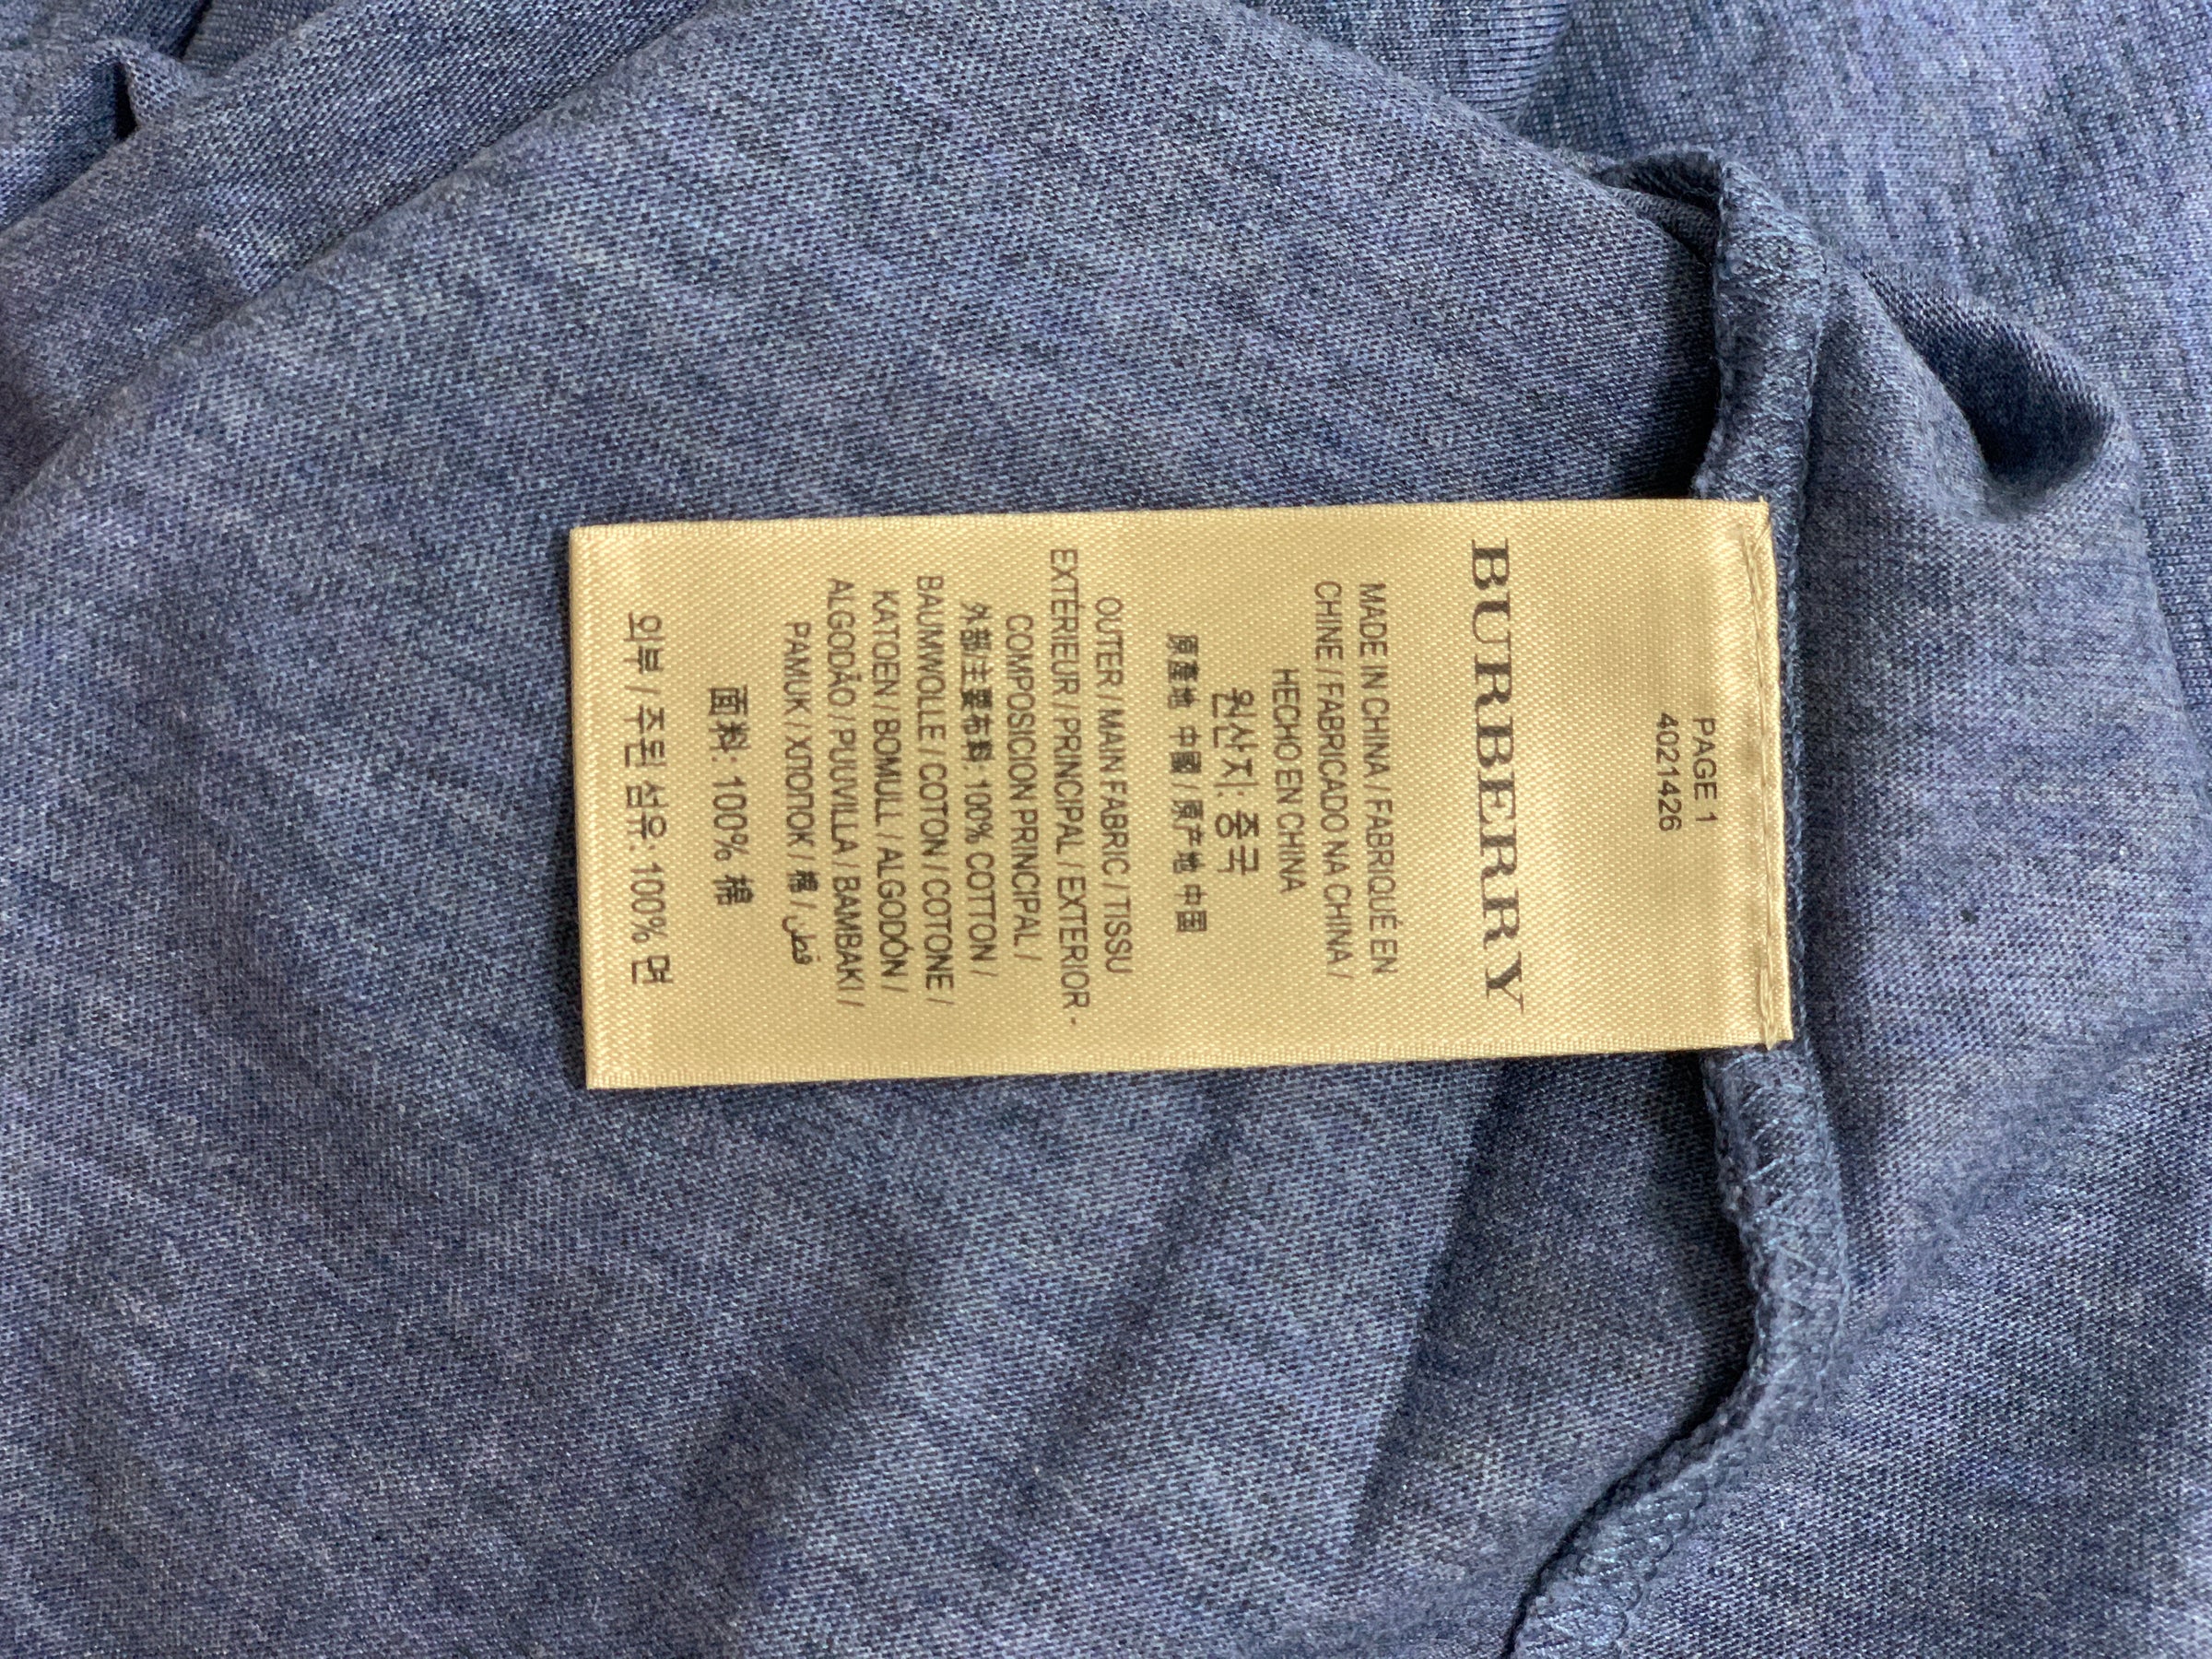 PAGE 1
4021426
BURBERRY
MADE IN CHINA / FABRIQUÉ EN
CHINE / FABRICADO NA CHINA /
HECHO EN CHINA
원산지: 중국
原產地 中國 / 原产地 中国
OUTER / MAIN FABRIC / TISSU
EXTÉRIEUR / PRINCIPAL / EXTERIOR -
COMPOSICION PRINCIPAL /
外部主要布料: 100% COTTON /
BAUMWOLLE / COTON / COTONE /
KATOEN / BOMULL / ALGODÓN /
ALGODÃO / PUUVILLA / BAMBAKI /
PAMUK / ХЛОПОК / 棉 / قطن
面料: 100% 棉
외부 / 주된 섬유: 100% 면